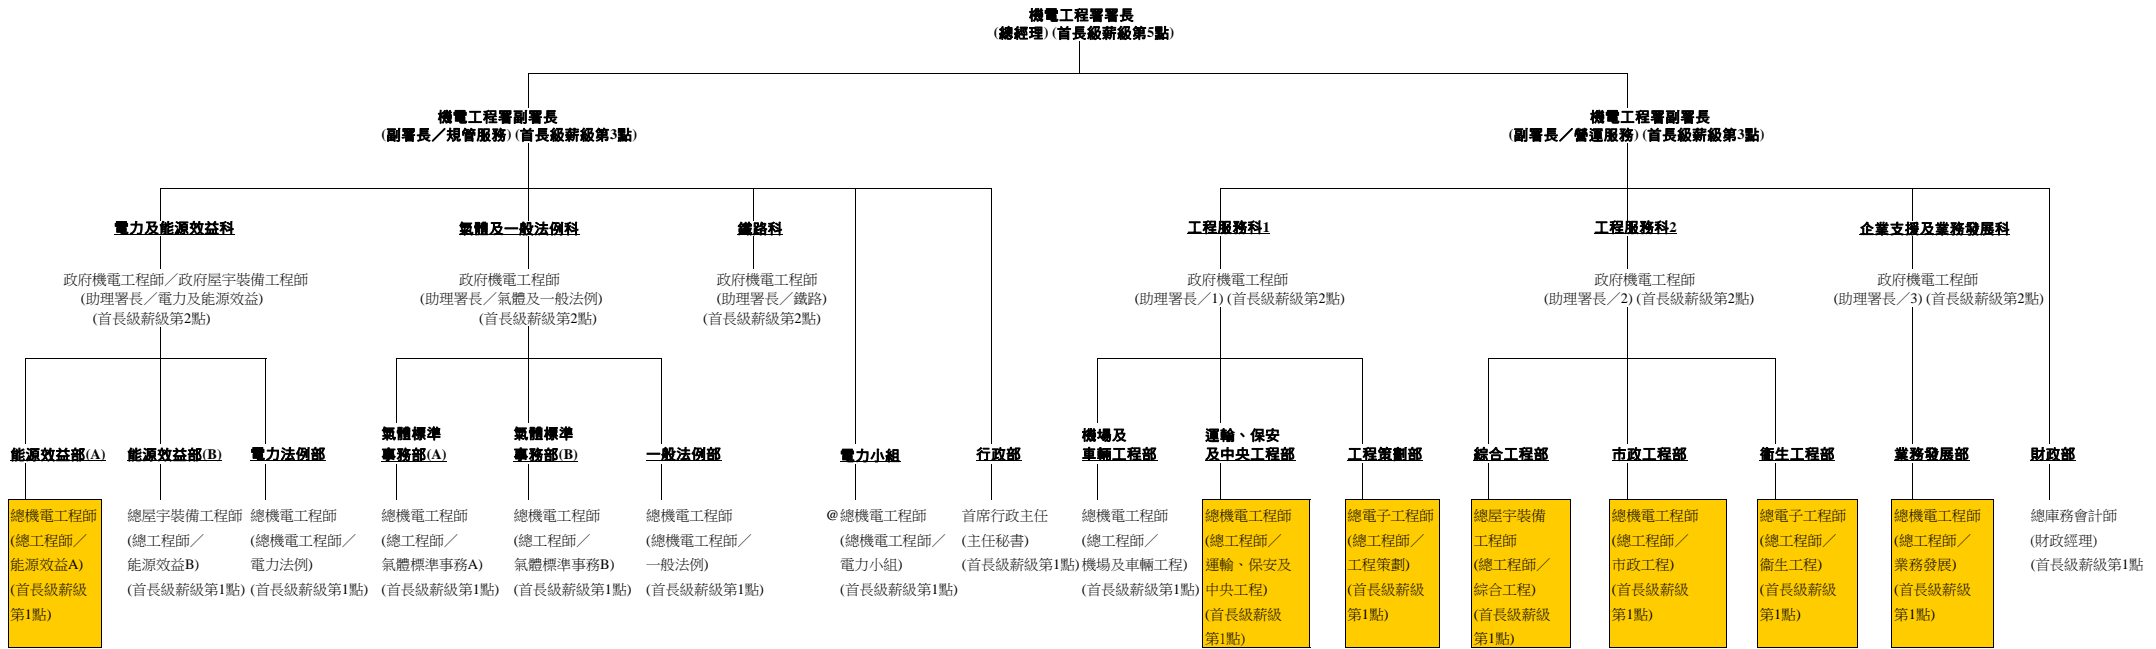 機電工程署署長
(總經理) (首長級薪級第5點)
機電工程署副署長
(副署長／規管服務) (首長級薪級第3點)
機電工程署副署長
(副署長／營運服務) (首長級薪級第3點)
電力及能源效益科
政府機電工程師／政府屋宇裝備工程師
(助理署長／電力及能源效益)
(首長級薪級第2點)
氣體及一般法例科
政府機電工程師
(助理署長／氣體及一般法例)
(首長級薪級第2點)
鐵路科
政府機電工程師
(助理署長／鐵路)
(首長級薪級第2點)
工程服務科1
政府機電工程師
(助理署長／1) (首長級薪級第2點)
工程服務科2
政府機電工程師
(助理署長／2) (首長級薪級第2點)
企業支援及業務發展科
政府機電工程師
(助理署長／3) (首長級薪級第2點)
能源效益部(A)
總機電工程師
(總工程師／
能源效益A)
(首長級薪級
第1點)
能源效益部(B)
總屋宇裝備工程師
(總工程師／
能源效益B)
(首長級薪級第1點)
電力法例部
總機電工程師
(總機電工程師／
電力法例)
(首長級薪級第1點)
氣體標準
事務部(A)
總機電工程師
(總工程師／
氣體標準事務A)
(首長級薪級第1點)
氣體標準
事務部(B)
總機電工程師
(總工程師／
氣體標準事務B)
(首長級薪級第1點)
一般法例部
總機電工程師
(總機電工程師／
一般法例)
(首長級薪級第1點)
電力小組
@總機電工程師
(總機電工程師／
電力小組)
(首長級薪級第1點)
行政部
首席行政主任
(主任秘書)
(首長級薪級第1點)
機場及
車輛工程部
總機電工程師
(總工程師／
機場及車輛工程)
(首長級薪級第1點)
運輸、保安
及中央工程部
總機電工程師
(總工程師／
運輸、保安及
中央工程)
(首長級薪級
第1點)
工程策劃部
總電子工程師
(總工程師／
工程策劃)
(首長級薪級
第1點)
綜合工程部
總屋宇裝備
工程師
(總工程師／
綜合工程)
(首長級薪級
第1點)
市政工程部
總機電工程師
(總工程師／
市政工程)
(首長級薪級
第1點)
衞生工程部
總電子工程師
(總工程師／
衞生工程)
(首長級薪級
第1點)
業務發展部
總機電工程師
(總工程師／
業務發展)
(首長級薪級
第1點)
財政部
總庫務會計師
(財政經理)
(首長級薪級第1點